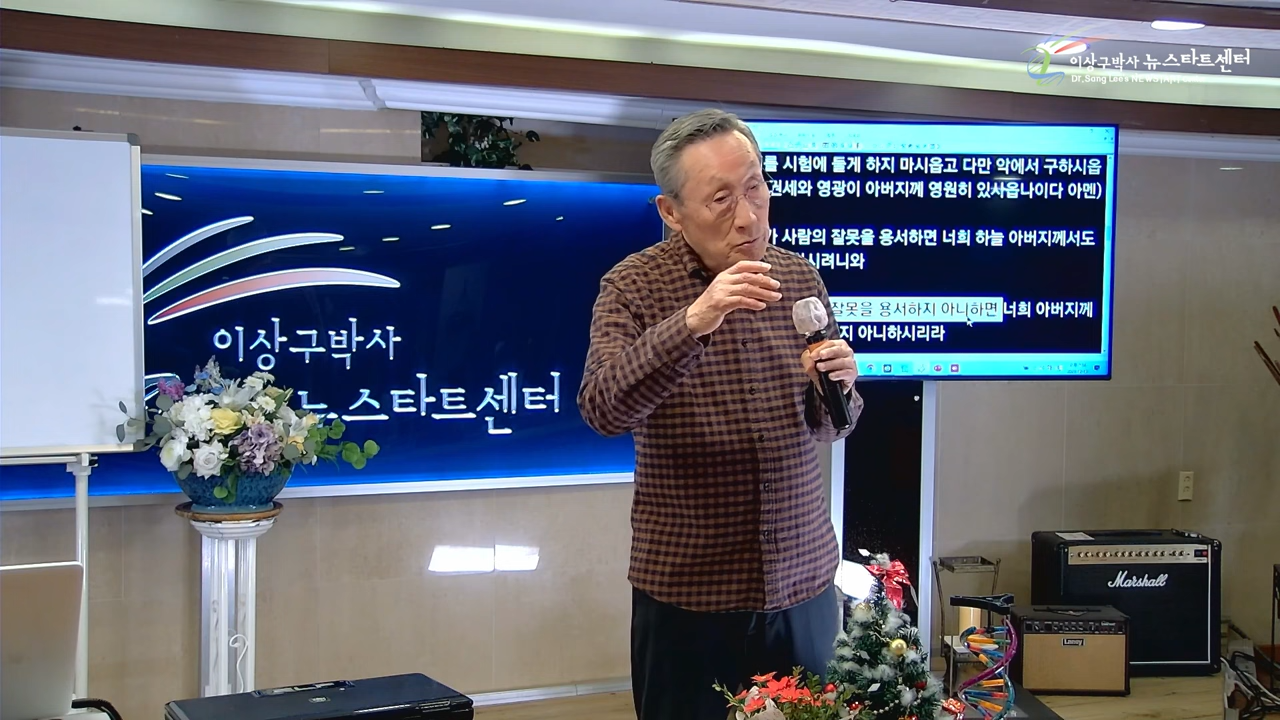 이상구박사 뉴스타트센터
를 시험에 들게 하지 마시옵고 다만 악에서 구하시옵
권세와 영광이 아버지께 영원히 있사옵나이다 아멘)
사람의 잘못을 용서하면 너희 하늘 아버지께서도
시려니와
잘못을 용서하지 아니하면 너희 아버지께
지 아니하시리라
이상구박사
뉴스타트센터
Marshall
Laney